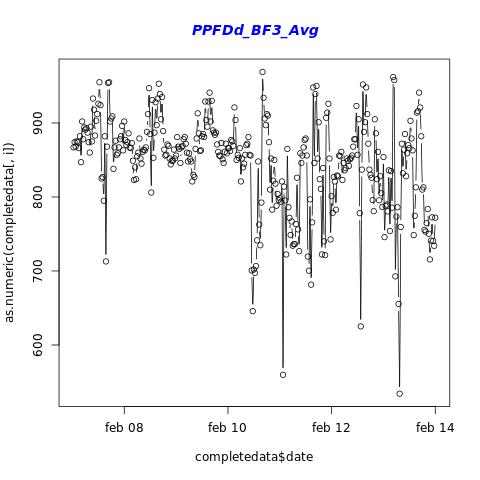 PPFDd_BF3_Avg
as.numeric(completedata[, i])
900
800
700
600
feb 08
feb 10
feb 12
feb 14
completedata$date